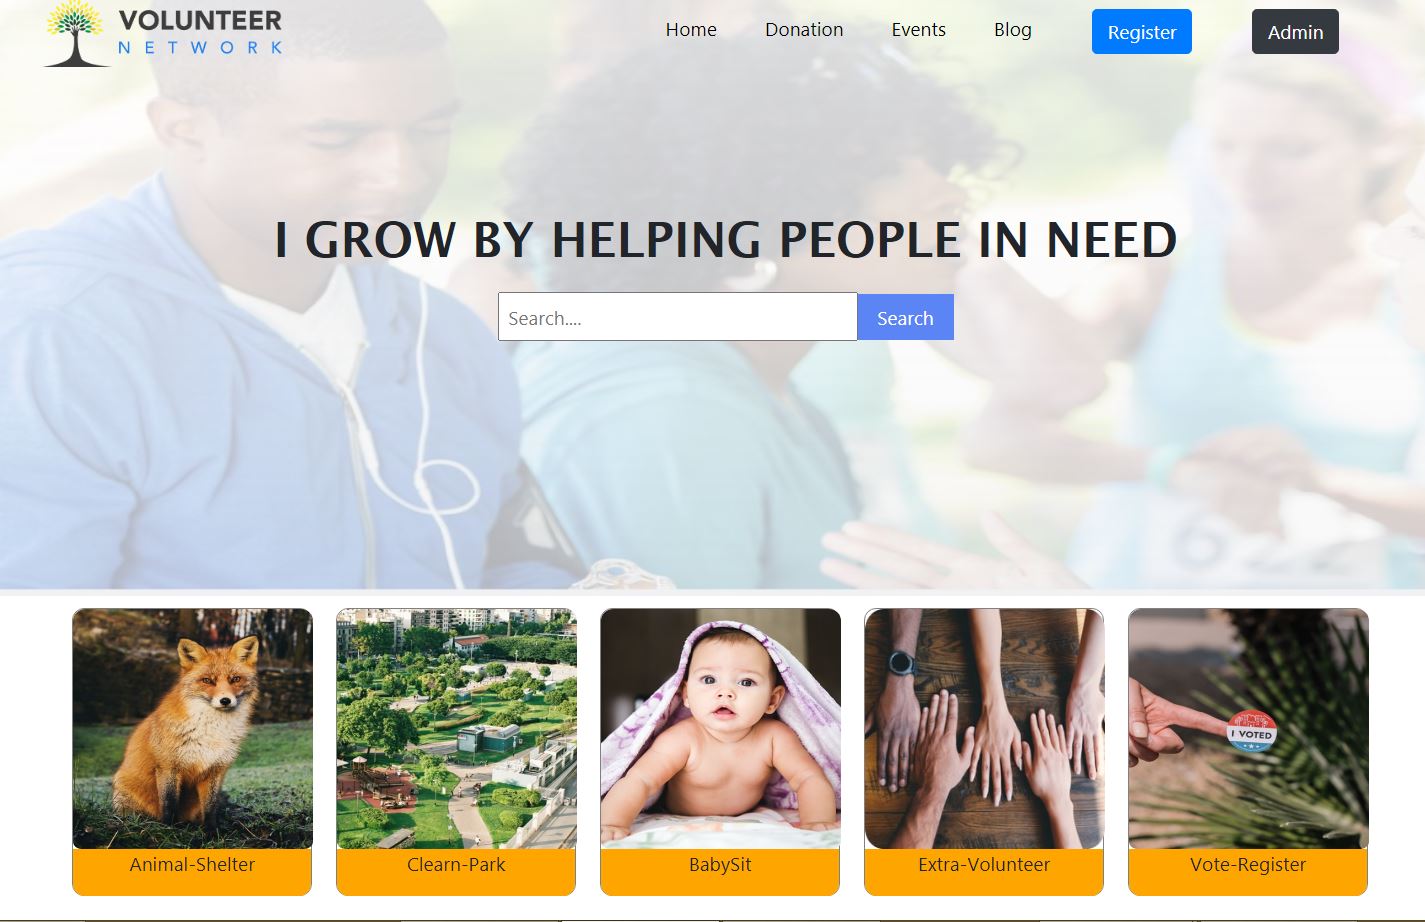 VOLUNTEER
NETWORK
Home Donation Events Blog Register Admin
I GROW BY HELPING PEOPLE IN NEED
Search.... Search
622
I VOTED
Animal-Shelter Clearn-Park BabySit Extra-Volunteer Vote-Register